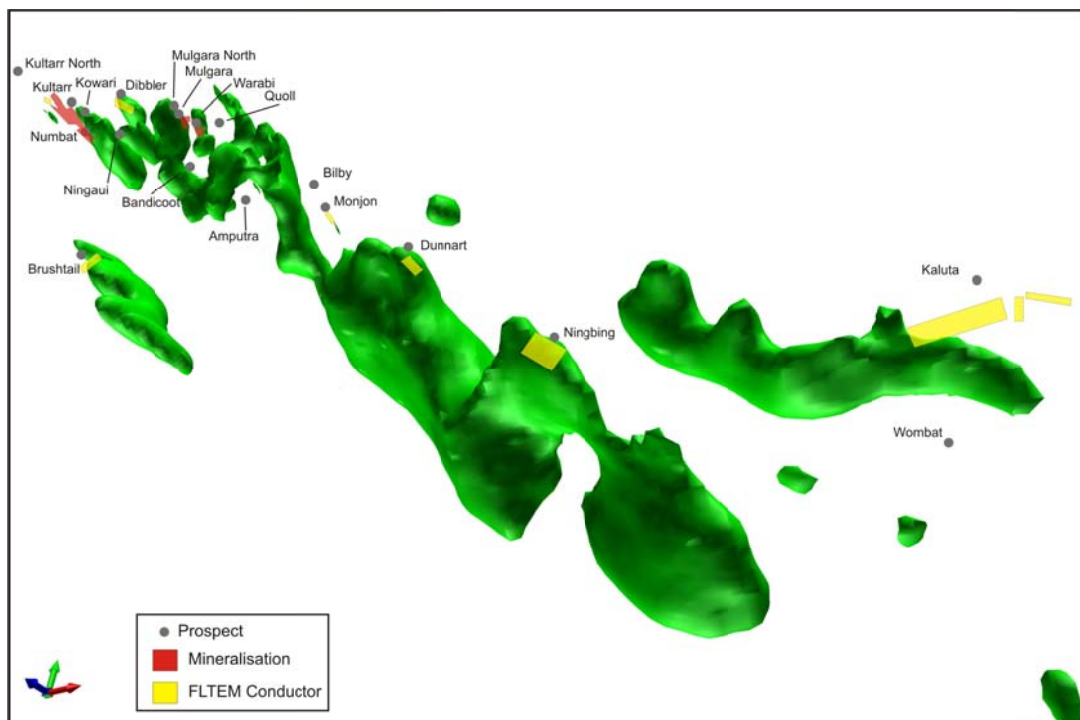 Mulgara North
Kultarr North
Mulgara
Kultarr
Kowari
Dibbler
Warabi
Quoll
Numbat
Ningaui
Bandicoot
Bilby
Monjon
Amputra
Dunnart
Brushtail
Kaluta
Ningbing
Wombat
Prospect
Mineralisation
FLTEM Conductor